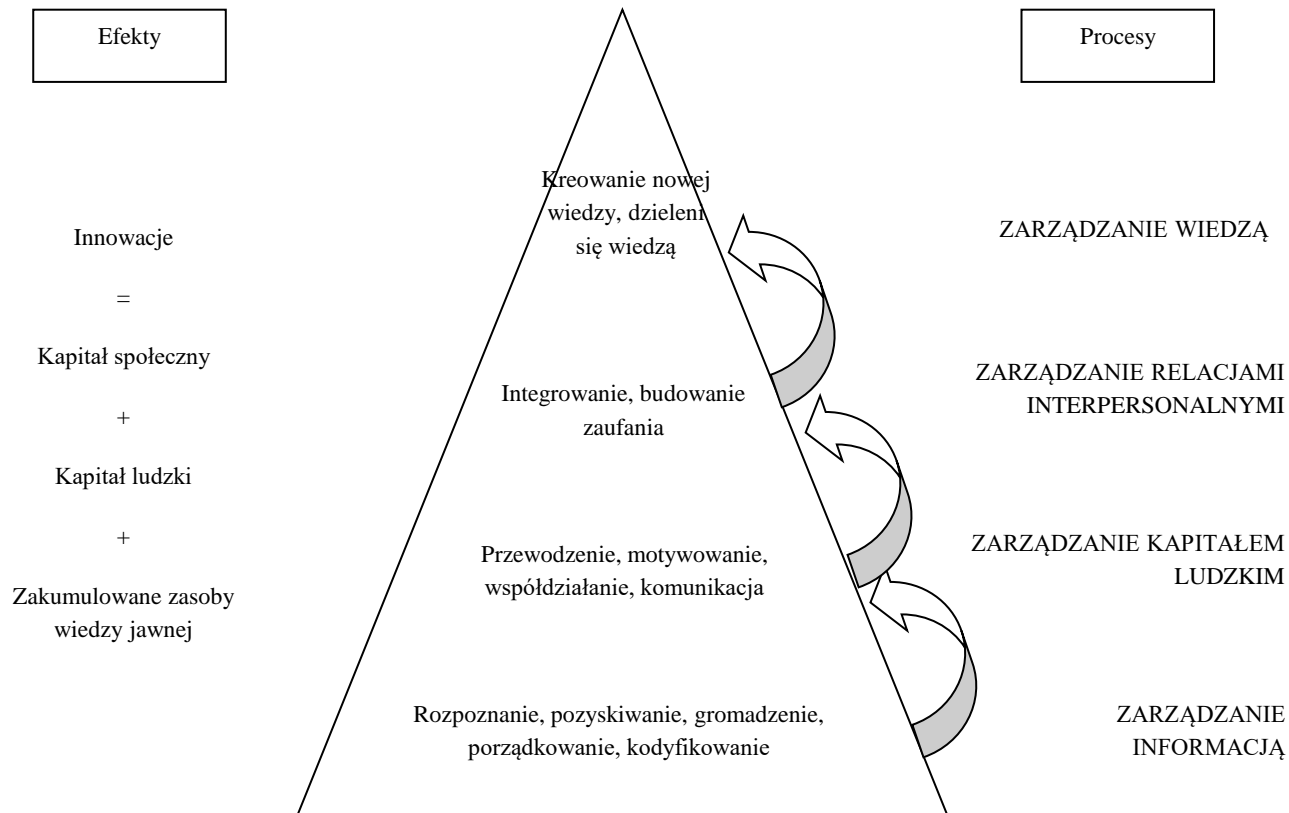 Efekty
Procesy
Innowacje
=
Kapitał społeczny
+
Kapitał ludzki
+
Zakumulowane zasoby
wiedzy jawnej
Kreowanie nowej
wiedzy, dzieleni
się wiedzą
Integrowanie, budowanie
zaufania
Przewodzenie, motywowanie,
współdziałanie, komunikacja
Rozpoznanie, pozyskiwanie, gromadzenie,
porządkowanie, kodyfikowanie
ZARZĄDZANIE WIEDZĄ
ZARZĄDZANIE RELACJAMI
INTERPERSONALNYMI
ZARZĄDZANIE KAPITAŁEM
LUDZKIM
ZARZĄDZANIE
INFORMACJĄ